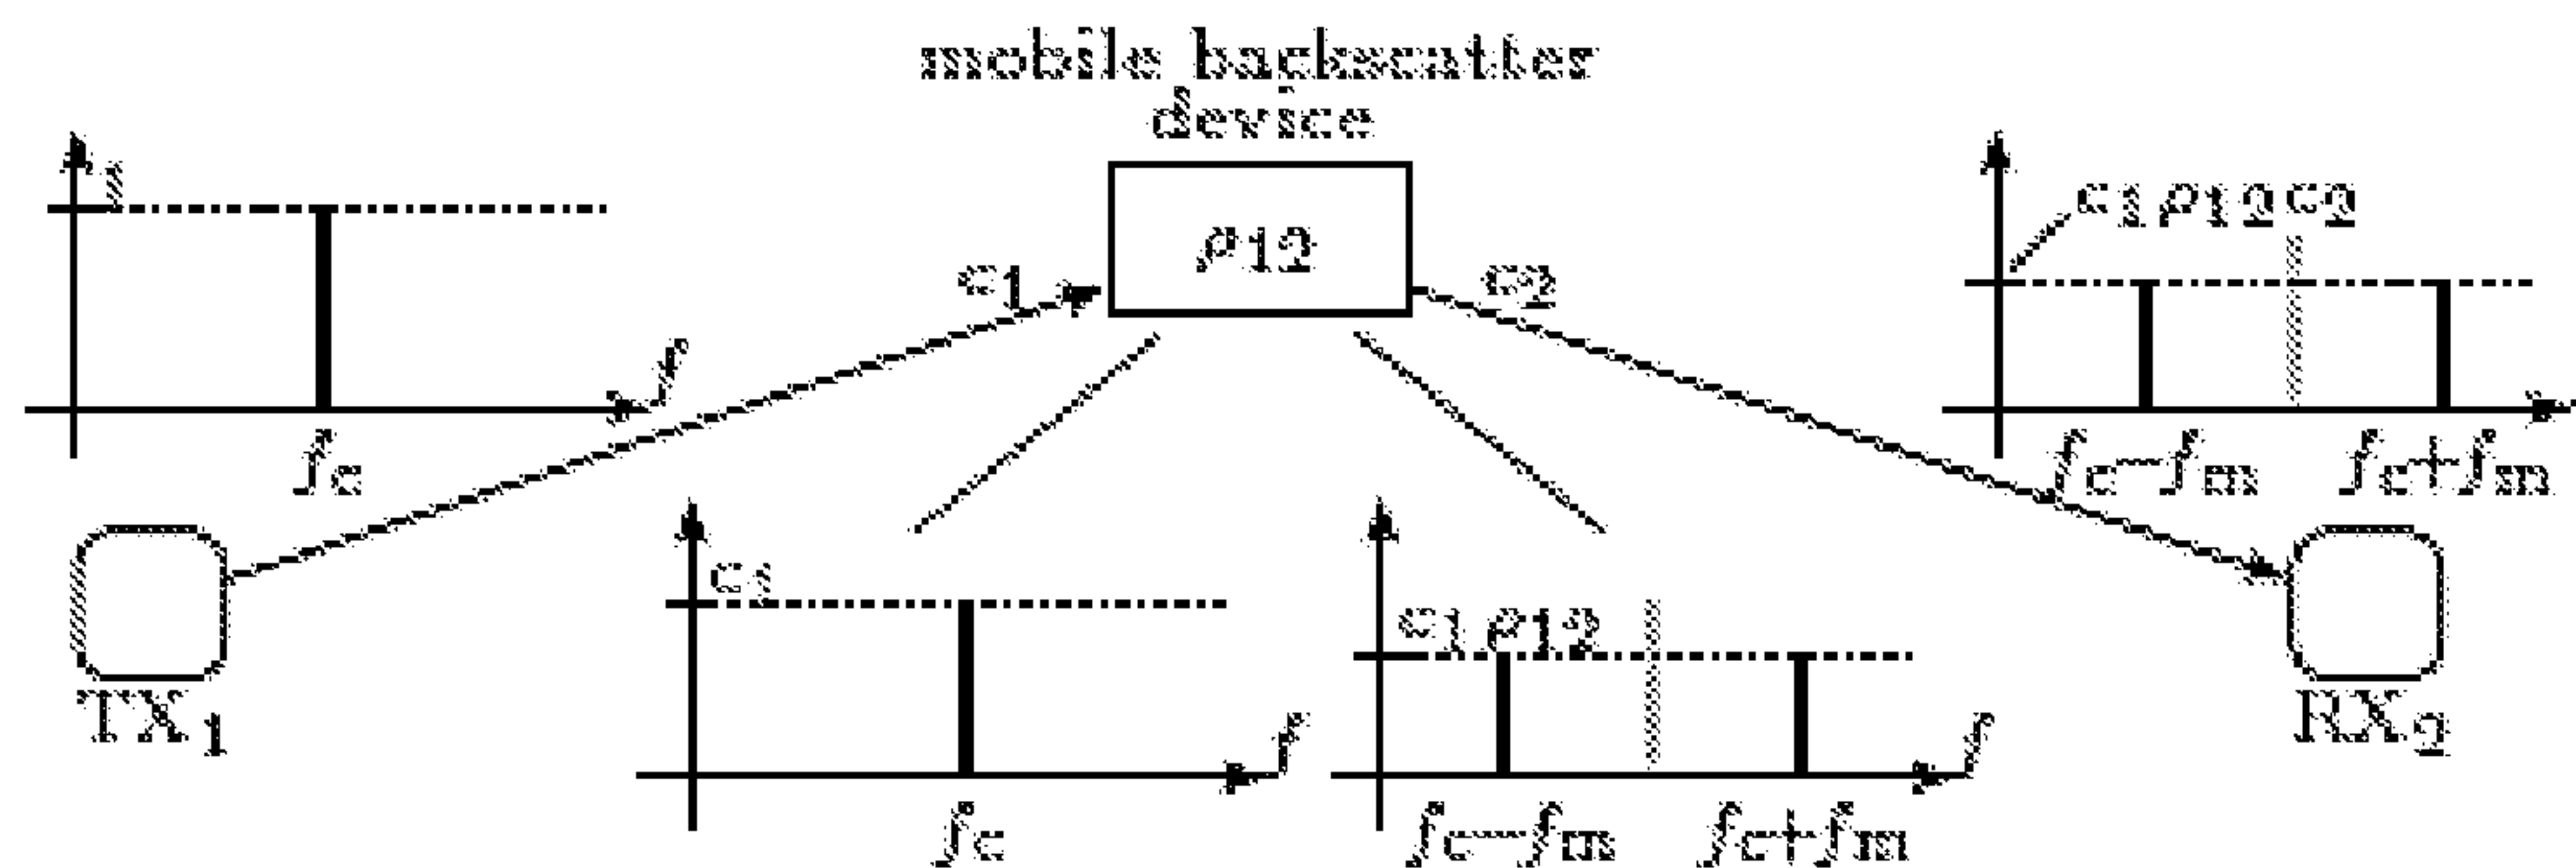 mobile backscatter
device
1
c1ρ12c2
ρ12
c1
c2
f
fc
fc−fm
fc+fm
c1
c1ρ12
TX1
RX2
f
f
fc
fc−fm
fc+fm